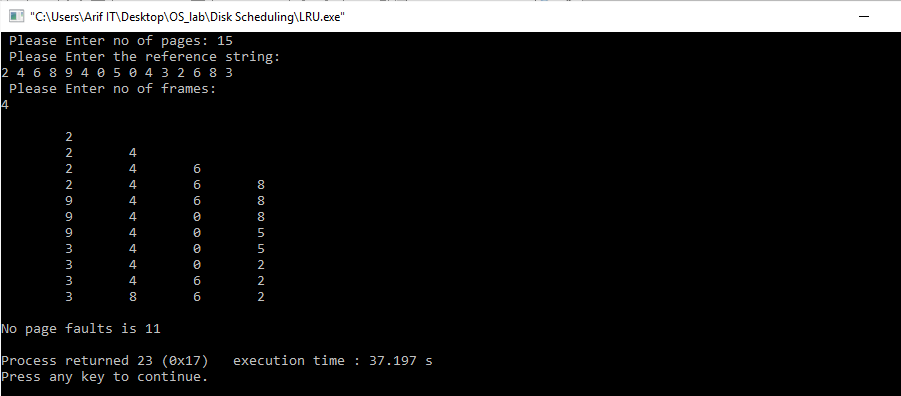 "C:\Users\Arif IT\Desktop\OS_lab\Disk Scheduling\LRU.exe"
Please Enter no of pages: 15
Please Enter the reference string:
2 4 6 8 9 4 0 5 0 4 3 2 6 8 3
Please Enter no of frames:
4
2
2 4
2 4 6
2 4 6 8
9 4 6 8
9 4 0 8
9 4 0 5
3 4 0 5
3 4 0 2
3 4 6 2
3 8 6 2
No page faults is 11
Process returned 23 (0x17) execution time : 37.197 s
Press any key to continue.